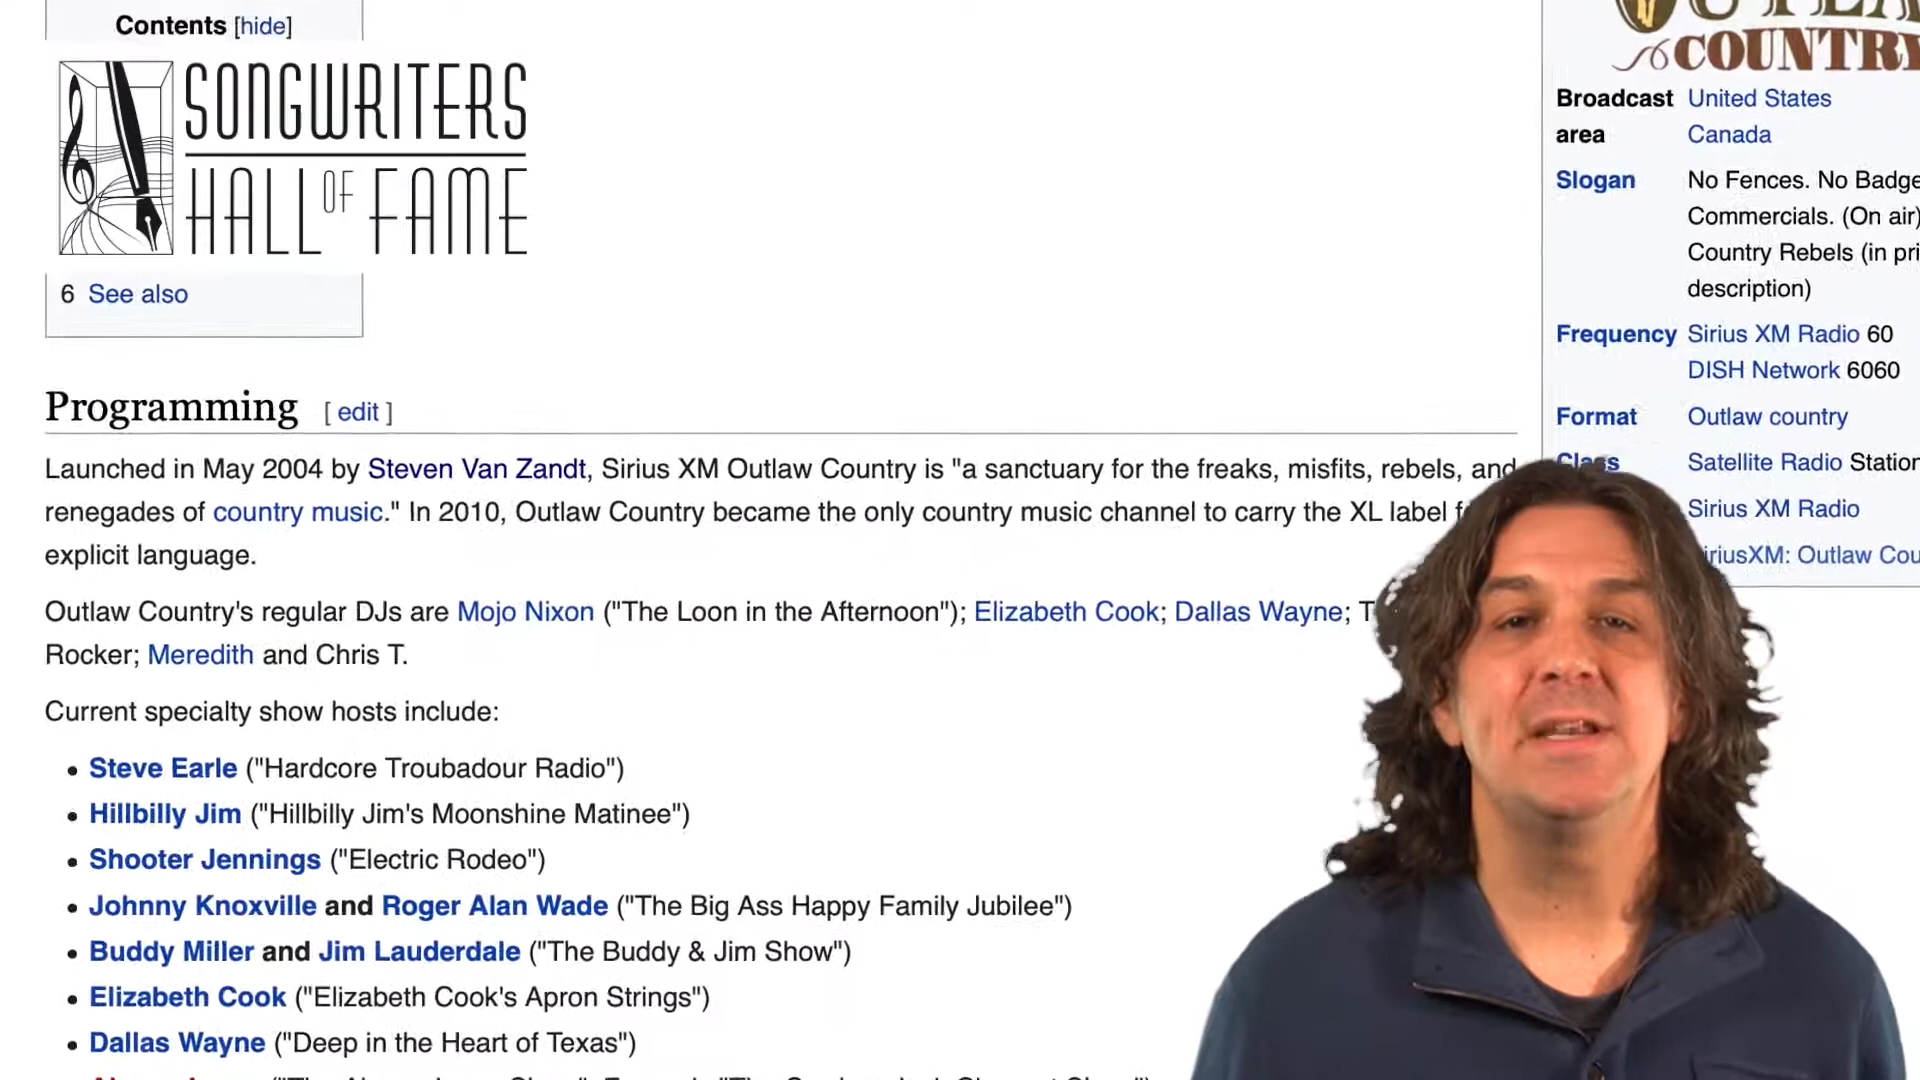 Contents [hide]
SONGWRITERS
HALL OF FAME
6 See also
Programming [ edit ]
Launched in May 2004 by Steven Van Zandt, Sirius XM Outlaw Country is "a sanctuary for the freaks, misfits, rebels, and
renegades of country music." In 2010, Outlaw Country became the only country music channel to carry the XL label
explicit language.
Outlaw Country's regular DJs are Mojo Nixon ("The Loon in the Afternoon"); Elizabeth Cook; Dallas Wayne;
Rocker; Meredith and Chris T.
Current specialty show hosts include:
• Steve Earle ("Hardcore Troubadour Radio")
• Hillbilly Jim ("Hillbilly Jim's Moonshine Matinee")
• Shooter Jennings ("Electric Rodeo")
• Johnny Knoxville and Roger Alan Wade ("The Big Ass Happy Family Jubilee")
• Buddy Miller and Jim Lauderdale ("The Buddy & Jim Show")
• Elizabeth Cook ("Elizabeth Cook's Apron Strings")
• Dallas Wayne ("Deep in the Heart of Texas")
COUNTRY
Broadcast area United States
Canada
Slogan No Fences. No Badge
Commercials. (On air)
Country Rebels (in
description)
Frequency Sirius XM Radio 60
DISH Network 6060
Format Outlaw country
Class Satellite Radio Station
Sirius XM Radio
SiriusXM: Outlaw